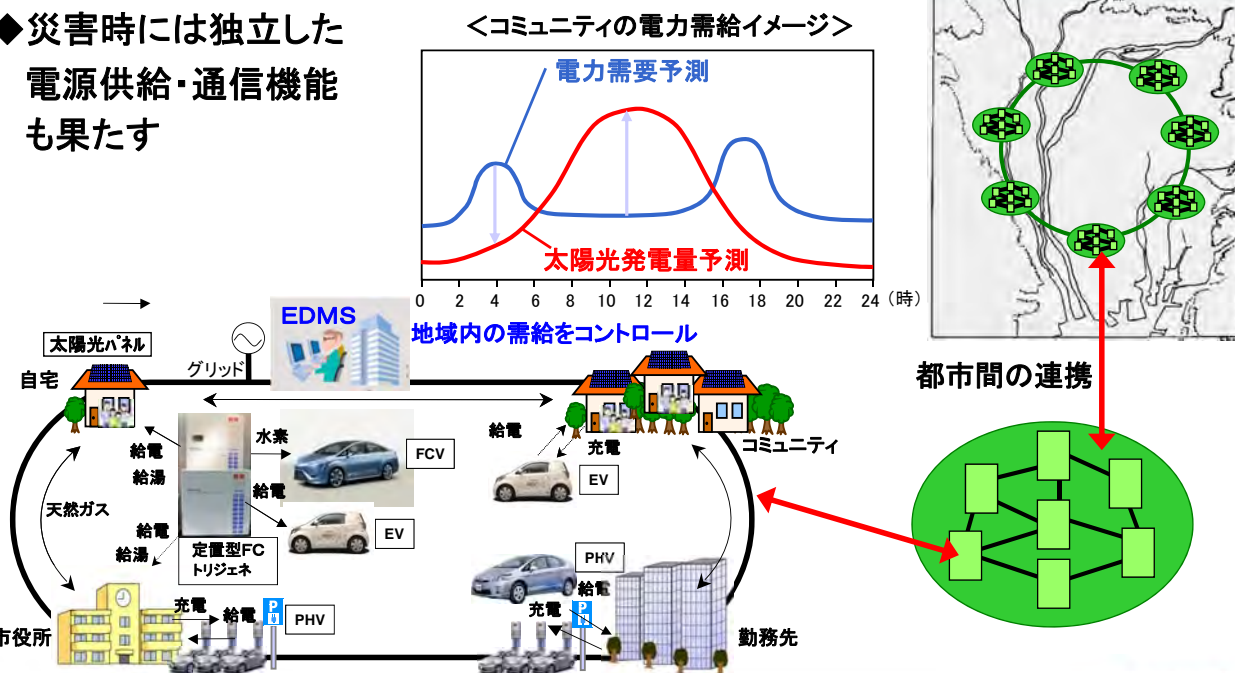 ◆災害時には独立した
電源供給・通信機能
も果たす
＜コミュニティの電力需給イメージ＞
電力需要予測
太陽光発電量予測
0 2 4 6 8 10 12 14 16 18 20 22 24 (時)
EDMS
地域内の需給をコントロール
太陽光パネル
グリッド
自宅
給電
給湯
水素
FCV
給電
EV
天然ガス
給電
給湯
定置型FC
トリジェネ
市役所
充電
給電
P
PHV
給電
充電
EV
コミュニティ
PHV
給電
充電
P
勤務先
都市間の連携